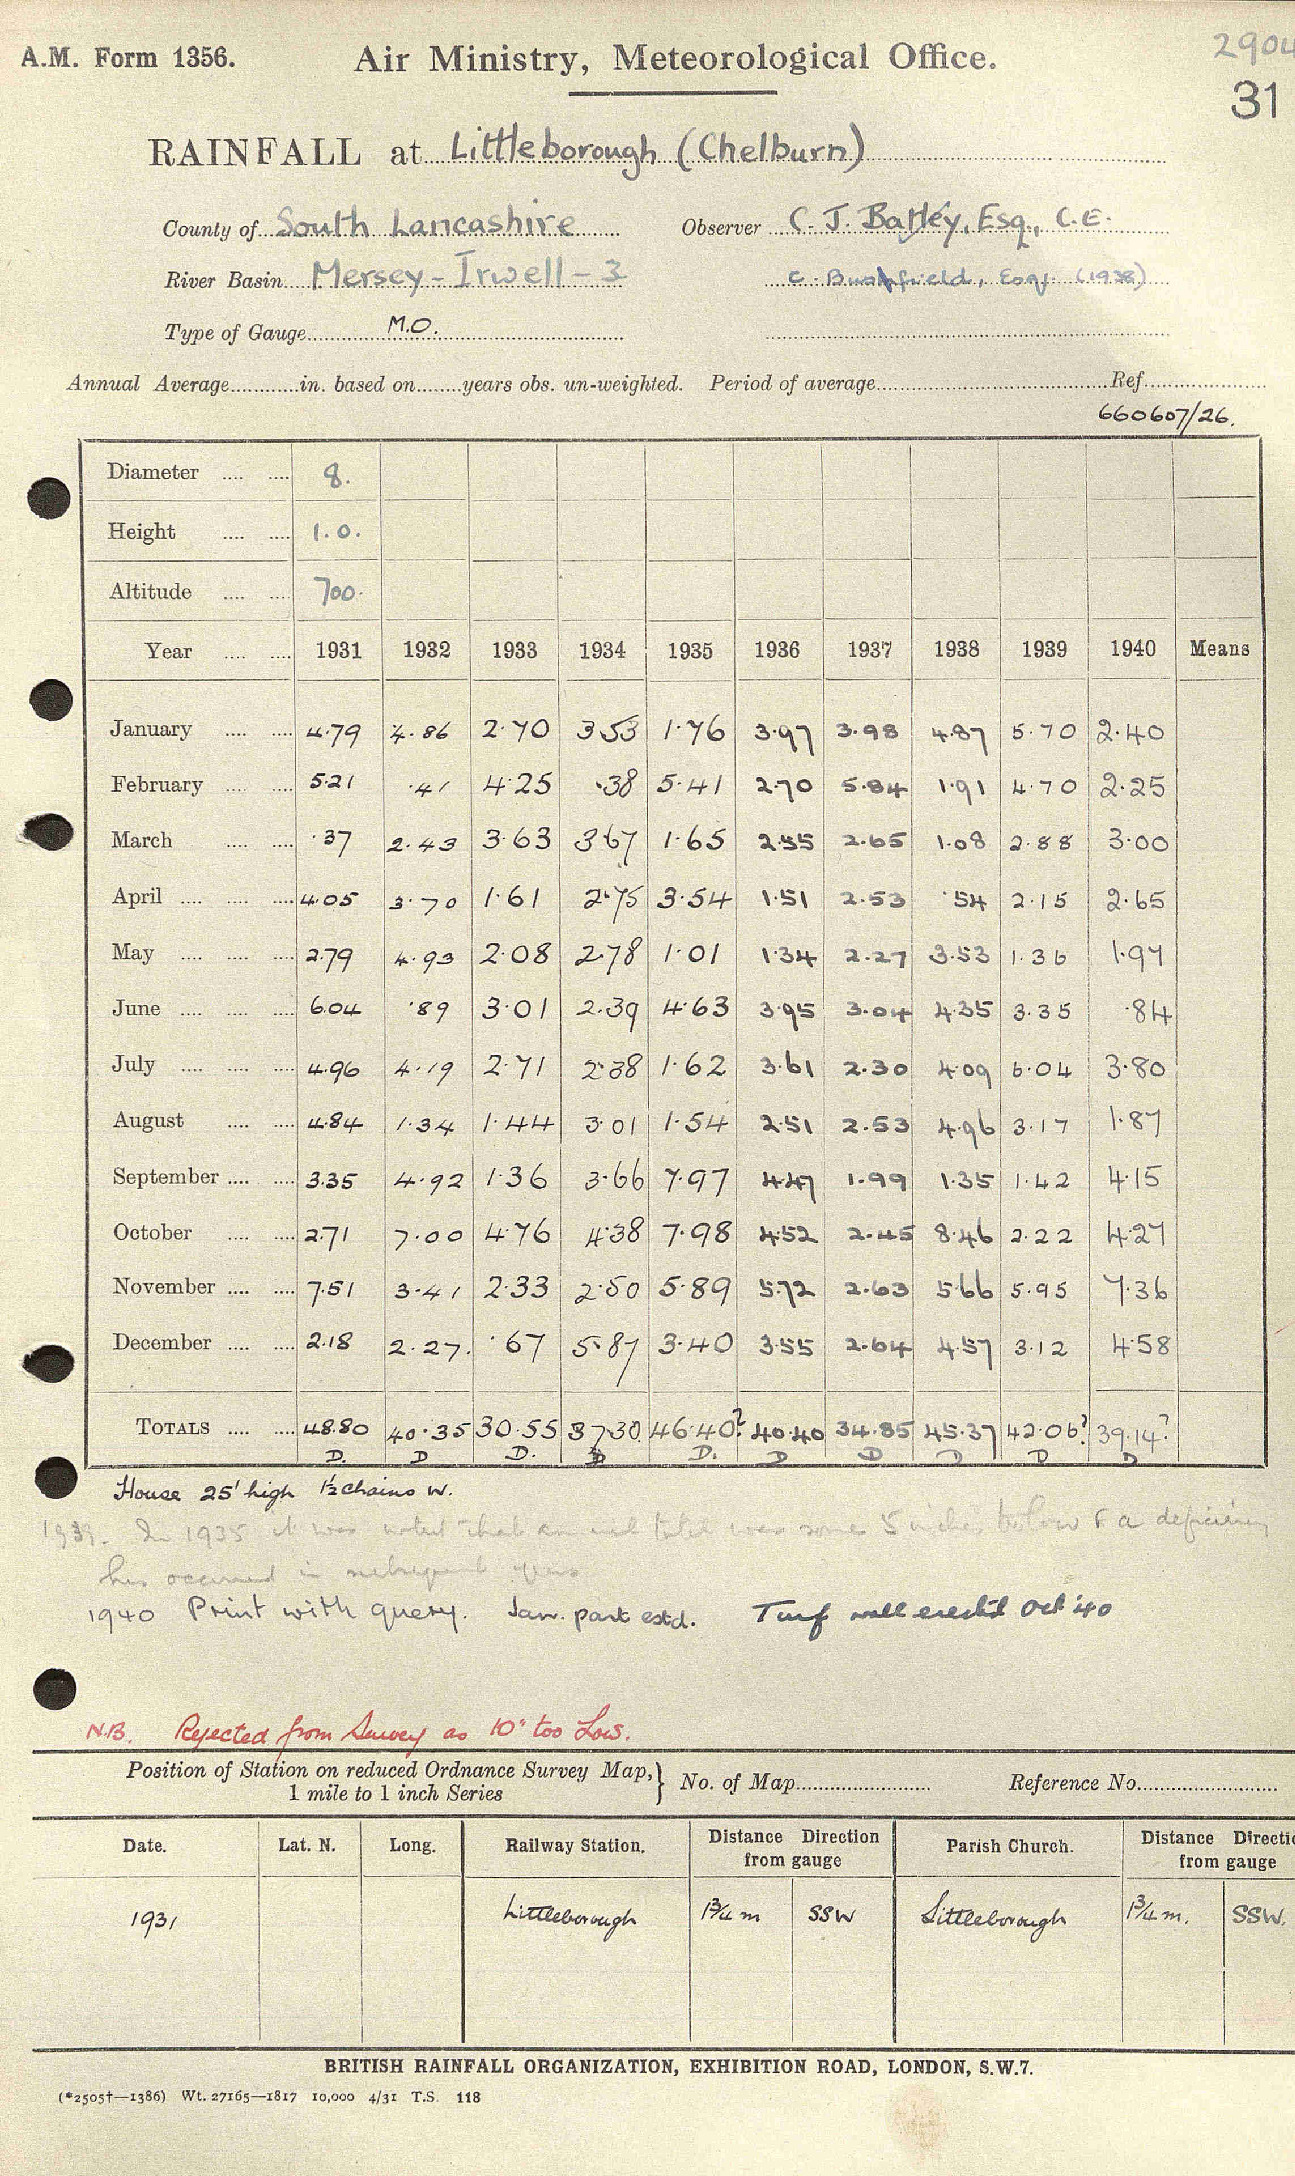 A.M. Form 1356. Air Ministry, Meteorological Office. 2904
31
RAINFALL at Littleborough (Chelburn)
County of South Lancashire Observer C. J. Batley, Esq., C.E.
River Basin Mersey - Irwell - 3 C. Bushfield, Esq. (1938)
Type of Gauge M.O.
Annual Average in. based on years obs. un-weighted. Period of average Ref.
660607/26.
Diameter 8.
Height 1.0.
Altitude 700.
Year 1931 1932 1933 1934 1935 1936 1937 1938 1939 1940 Means
January 4.79 4.86 2.70 3.53 1.76 3.97 3.98 4.87 5.70 2.40
February 5.21 .41 4.25 .38 5.41 2.70 5.84 1.91 4.70 2.25
March .37 2.43 3.63 3.67 1.65 2.55 2.65 1.08 2.88 3.00
April 4.05 3.70 1.61 2.75 3.54 1.51 2.53 .54 2.15 2.65
May 2.79 4.93 2.08 2.78 1.01 1.34 2.27 3.53 1.36 1.97
June 6.04 .89 3.01 2.39 4.63 3.95 3.04 4.35 3.35 .84
July 4.96 4.19 2.71 2.38 1.62 3.61 2.30 4.09 6.04 3.80
August 4.84 1.34 1.44 3.01 1.54 2.51 2.53 4.96 3.17 1.87
September 3.35 4.92 1.36 3.66 7.97 4.47 1.99 1.35 1.42 4.15
October 2.71 7.00 4.76 4.38 7.98 4.52 2.45 8.46 2.22 4.27
November 7.51 3.41 2.33 2.50 5.89 5.72 2.63 5.66 5.95 7.36
December 2.18 2.27. .67 5.87 3.40 3.55 2.64 4.57 3.12 4.58
TOTALS 48.80 40.35 30.55 37.30 46.40? 40.40 34.85 45.37 42.06? 39.14?
D. D D. D D. D D D D D
House 25' high 1½ chains W.
1939. In 1935 it was noted that annual total was some 5 inches below & a deficiency
has occurred in subsequent years
1940 Print with query. Jan. part estd. Turf wall erected Oct '40
N.B. Rejected from Survey as 10" too Low.
Position of Station on reduced Ordnance Survey Map, } No. of Map Reference No.
1 mile to 1 inch Series
Date. Lat. N. Long. Railway Station. Distance Direction from gauge Parish Church. Distance Directi from gauge
1931 Littleborough 1¾ m SSW Littleborough 1¾ m. SSW.
BRITISH RAINFALL ORGANIZATION, EXHIBITION ROAD, LONDON, S.W.7.
(*2505†—1386) Wt. 27165—1817 10,000 4/31 T.S. 118